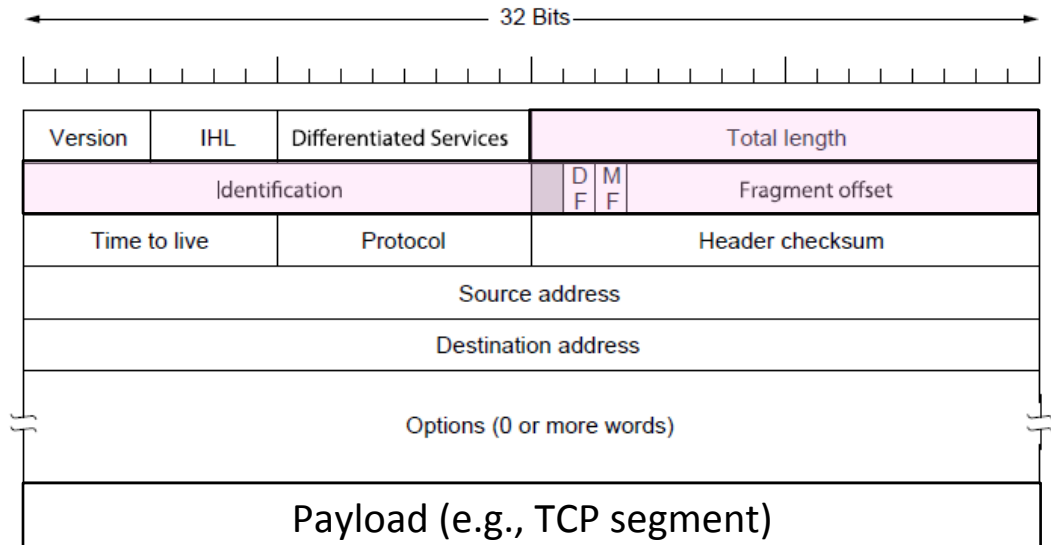 32 Bits
Version IHL Differentiated Services Total length
Identification D F M F Fragment offset
Time to live Protocol Header checksum
Source address
Destination address
Options (0 or more words)
Payload (e.g., TCP segment)